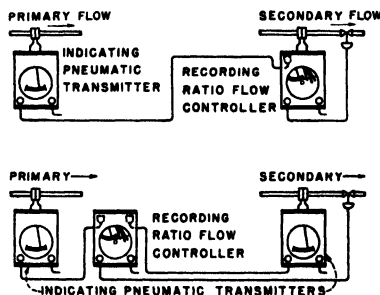 PRIMARY FLOW
SECONDARY FLOW
INDICATING
PNEUMATIC
TRANSMITTER
RECORDING
RATIO FLOW
CONTROLLER
PRIMARY
SECONDARY
RECORDING
RATIO FLOW
CONTROLLER
INDICATING PNEUMATIC TRANSMITTERS